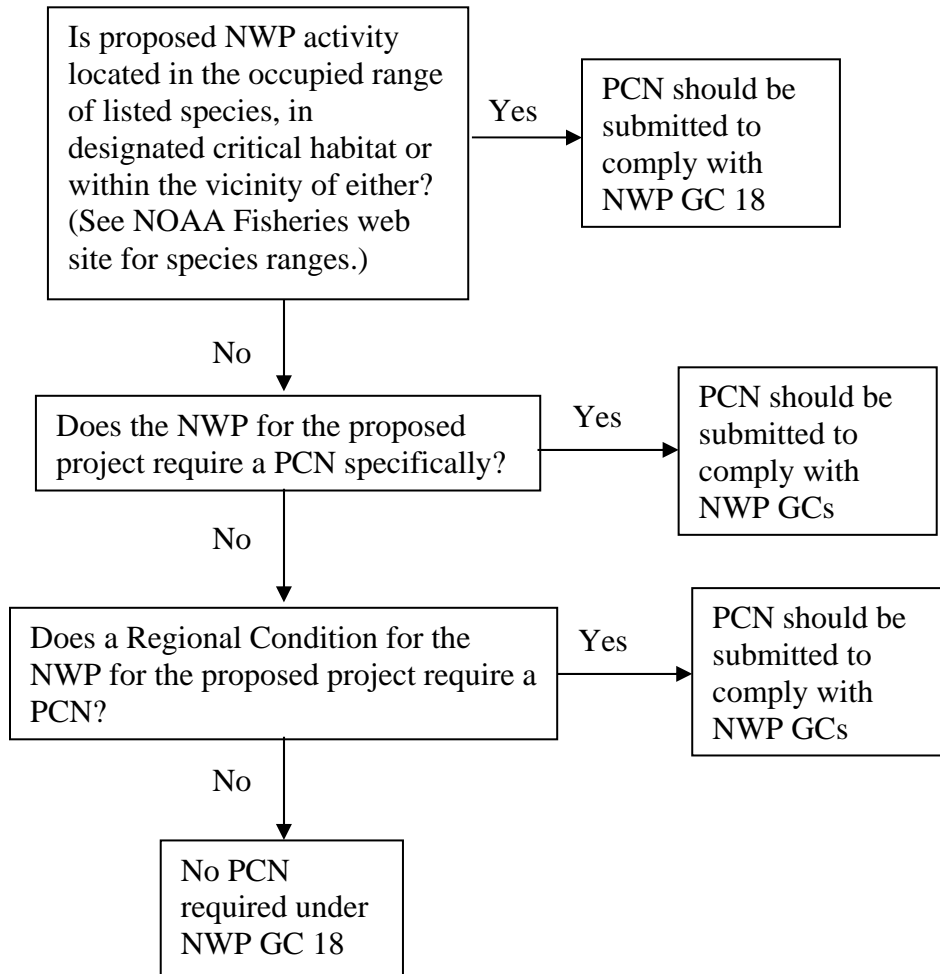 Is proposed NWP activity
located in the occupied range
of listed species, in
designated critical habitat or
within the vicinity of either?
(See NOAA Fisheries web
site for species ranges.)
Yes
PCN should be
submitted to
comply with
NWP GC 18
No
Does the NWP for the proposed
project require a PCN specifically?
Yes
PCN should be
submitted to
comply with
NWP GCs
No
Does a Regional Condition for the
NWP for the proposed project require a
PCN?
Yes
PCN should be
submitted to
comply with
NWP GCs
No
No PCN
required under
NWP GC 18